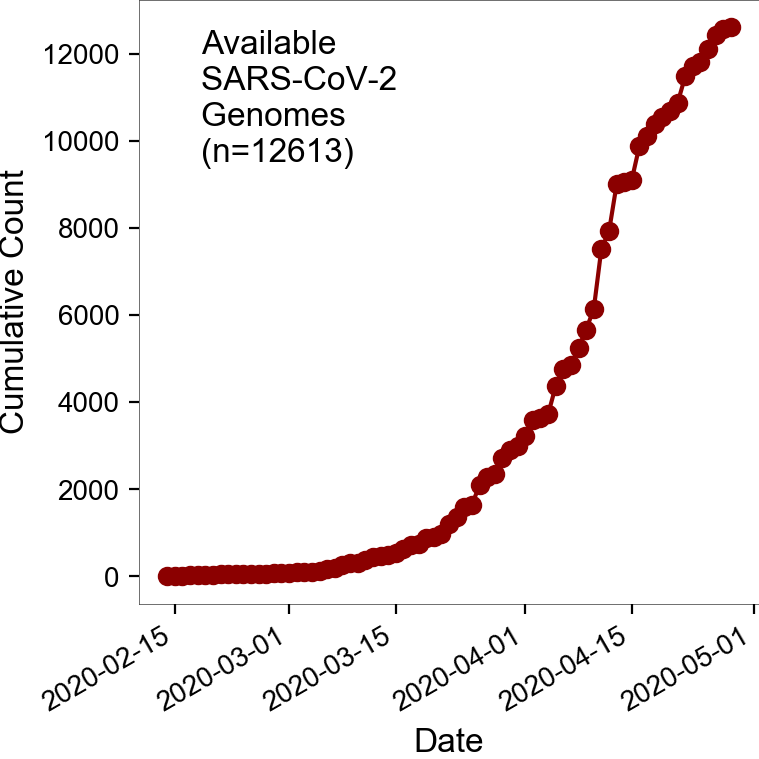 Available
SARS-CoV-2
Genomes
(n=12613)
Cumulative Count
12000
10000
8000
6000
4000
2000
0
2020-02-15
2020-03-01
2020-03-15
2020-04-01
2020-04-15
2020-05-01
Date